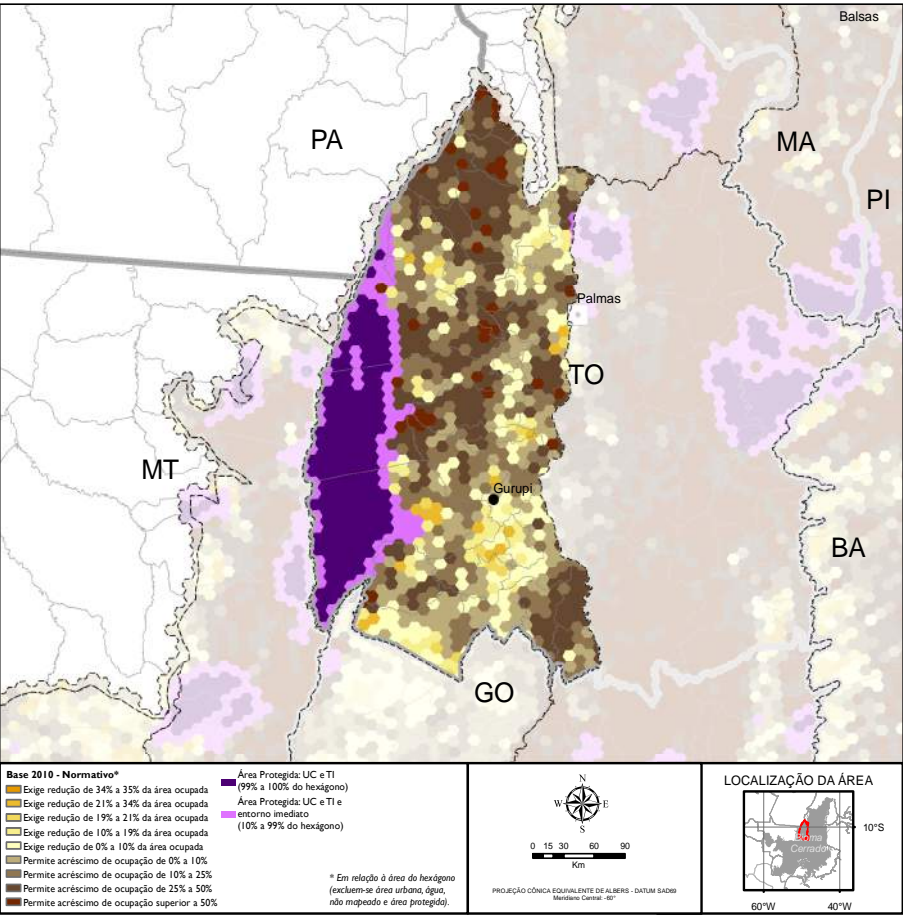 Balsas
PA
MA
PI
Palmas
TO
MT
Gurupi
BA
GO
Base 2010 - Normativo*
Exige redução de 34% a 35% da área ocupada
Exige redução de 21% a 34% da área ocupada
Exige redução de 19% a 21% da área ocupada
Exige redução de 10% a 19% da área ocupada
Exige redução de 0% a 10% da área ocupada
Permite acréscimo de ocupação de 0% a 10%
Permite acréscimo de ocupação de 10% a 25%
Permite acréscimo de ocupação de 25% a 50%
Permite acréscimo de ocupação superior a 50%
Área Protegida: UC e TI
(99% a 100% do hexágono)
Área Protegida: UC e TI e
entorno imediato
(10% a 99% do hexágono)
* Em relação à área do hexágono
(excluem-se área urbana, água,
não mapeado e área protegida).
N
W E
S
0 15 30 60 90
Km
PROJEÇÃO CÔNICA EQUIVALENTE DE ALBERS - DATUM SAD69
Meridiano Central: -60°
LOCALIZAÇÃO DA ÁREA
10°S
Bioma
Cerrado
60°W 40°W